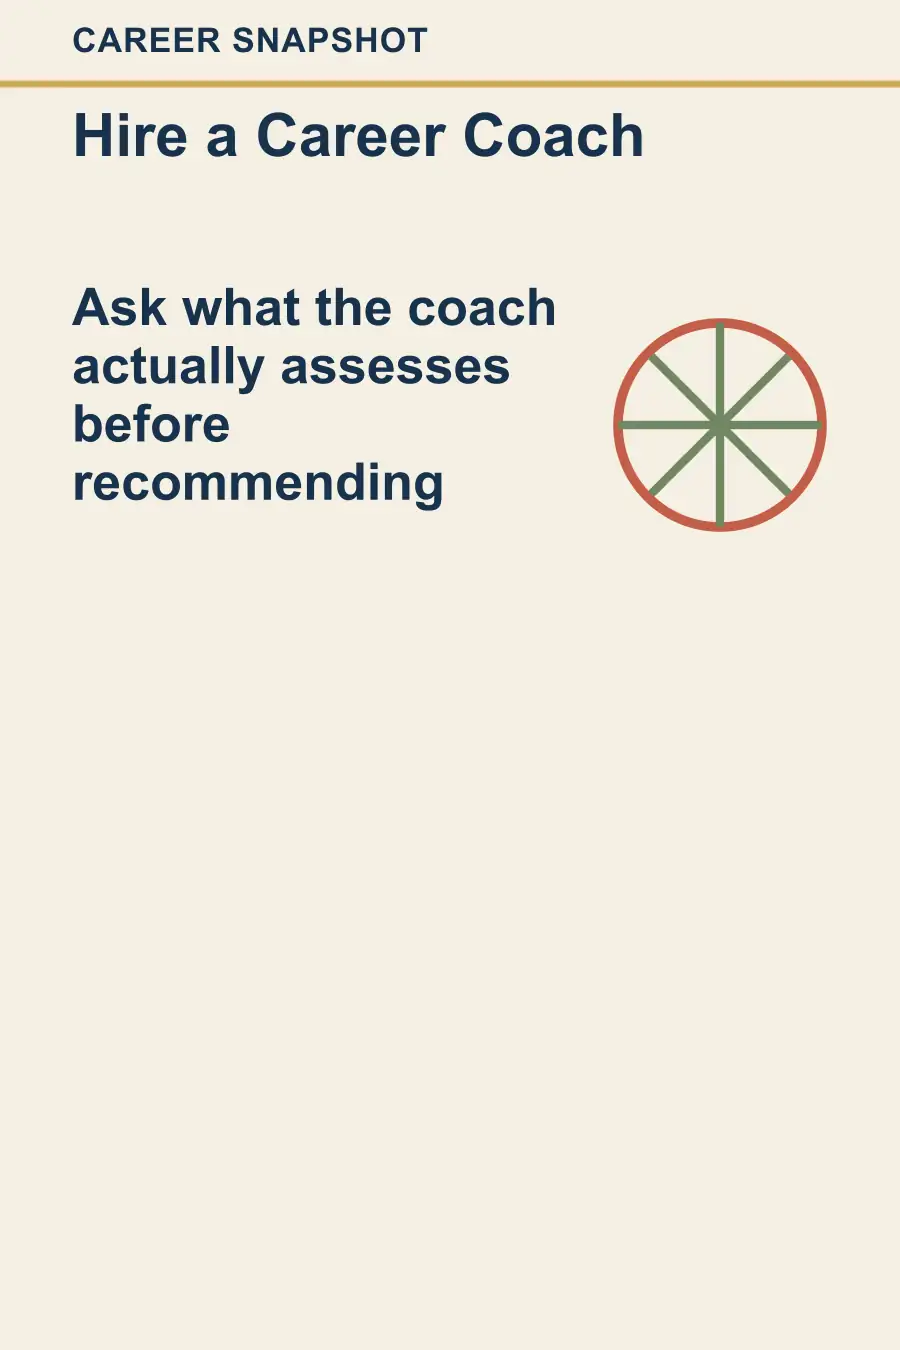 CAREER SNAPSHOT
Hire a Career Coach
Ask what the coach
actually assesses
before
recommending